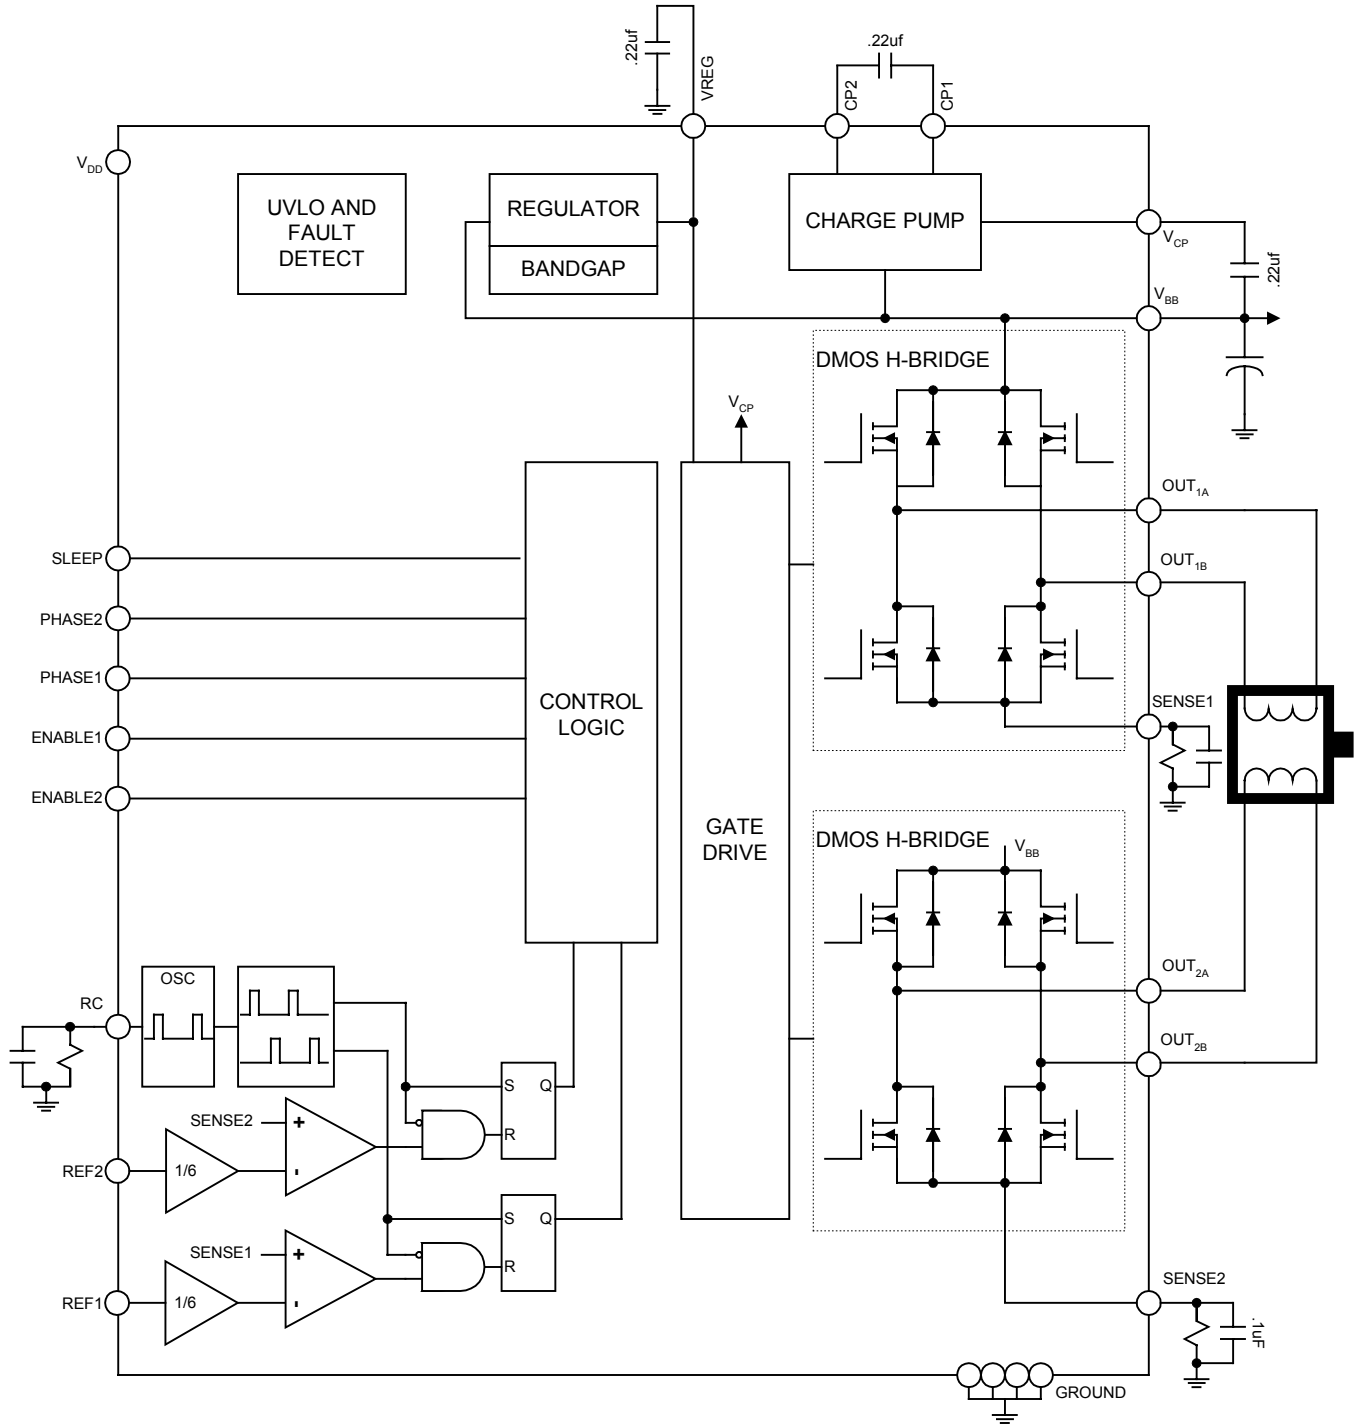 .22uf
VREG
.22uf
CP2
CP1
VDD
UVLO AND
FAULT
DETECT
REGULATOR
BANDGAP
CHARGE PUMP
VCP
.22uf
VBB
DMOS H-BRIDGE
VCP
OUT1A
SLEEP
OUT1B
PHASE2
PHASE1
CONTROL
LOGIC
SENSE1
ENABLE1
ENABLE2
GATE
DRIVE
DMOS H-BRIDGE
VBB
OUT2A
OSC
RC
OUT2B
S
Q
R
SENSE2
+
-
1/6
REF2
S
Q
R
SENSE1
+
-
1/6
REF1
SENSE2
.1uF
GROUND